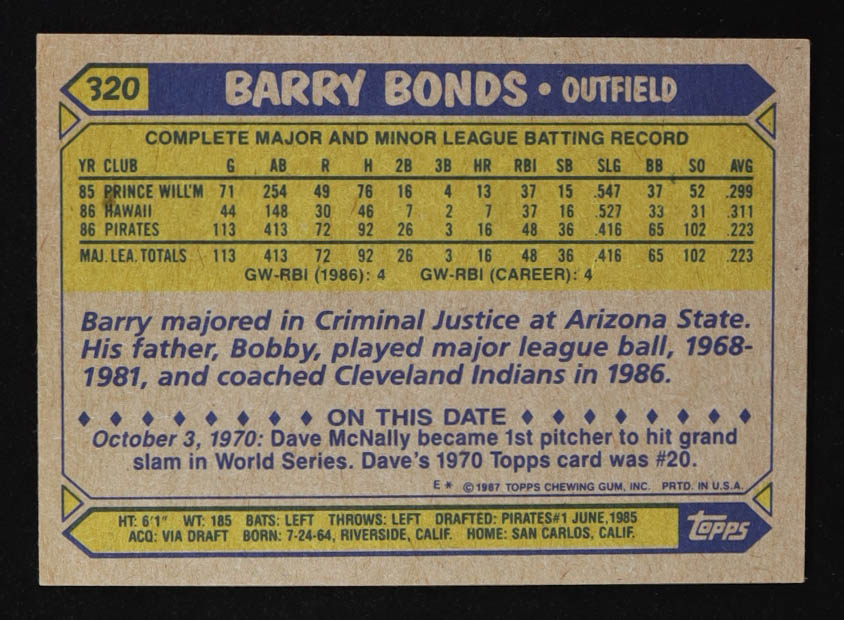 320 BARRY BONDS • OUTFIELD
COMPLETE MAJOR AND MINOR LEAGUE BATTING RECORD
YR CLUB G AB R H 2B 3B HR RBI SB SLG BB SO AVG
85 PRINCE WILL'M 71 254 49 76 16 4 13 37 15 .547 37 52 .299
86 HAWAII 44 148 30 46 7 2 7 37 16 .527 33 31 .311
86 PIRATES 113 413 72 92 26 3 16 48 36 .416 65 102 .223
MAJ. LEA. TOTALS 113 413 72 92 26 3 16 48 36 .416 65 102 .223
GW-RBI (1986): 4 GW-RBI (CAREER): 4
Barry majored in Criminal Justice at Arizona State.
His father, Bobby, played major league ball, 1968-
1981, and coached Cleveland Indians in 1986.
ON THIS DATE
October 3, 1970: Dave McNally became 1st pitcher to hit grand
slam in World Series. Dave's 1970 Topps card was #20.
E* ©1987 TOPPS CHEWING GUM, INC. PRTD. IN U.S.A.
HT: 6'1" WT: 185 BATS: LEFT THROWS: LEFT DRAFTED: PIRATES#1 JUNE, 1985
ACQ: VIA DRAFT BORN: 7-24-64, RIVERSIDE, CALIF. HOME: SAN CARLOS, CALIF.
Topps